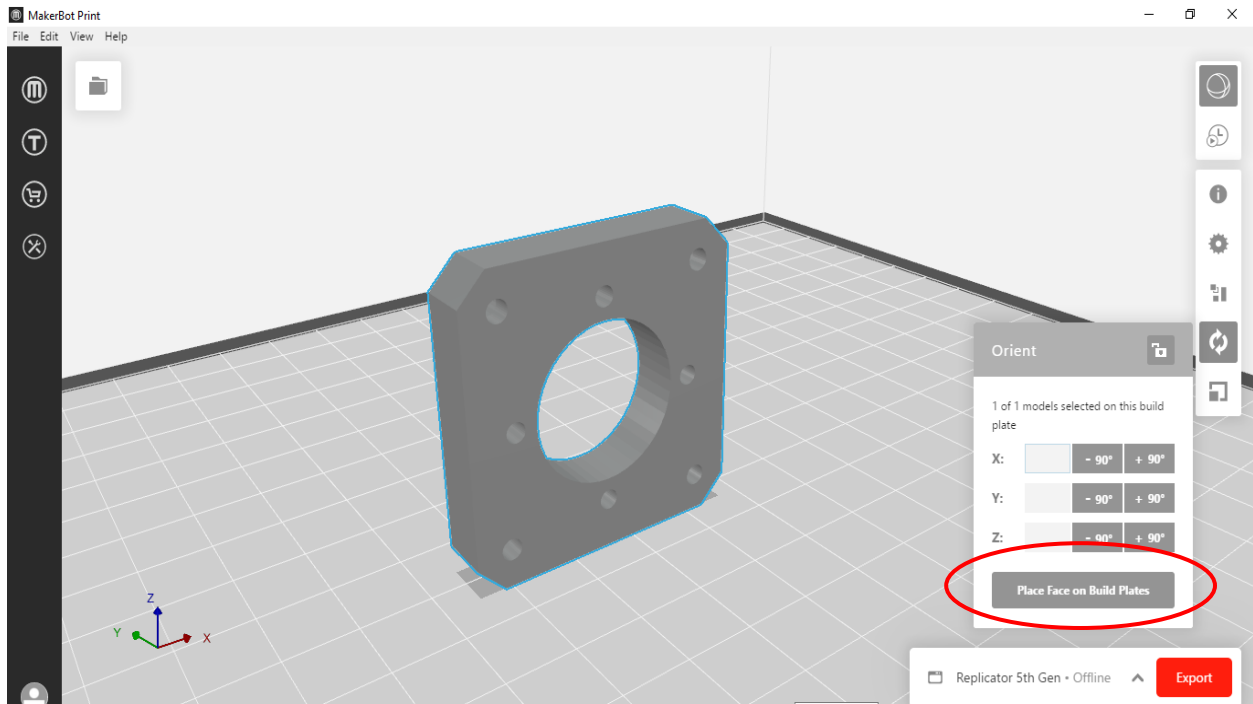 MakerBot Print
File Edit View Help
Orient
1 of 1 models selected on this build
plate
X: - 90° + 90°
Y: - 90° + 90°
Z: - 90° + 90°
Place Face on Build Plates
Z
Y
X
Replicator 5th Gen • Offline
Export